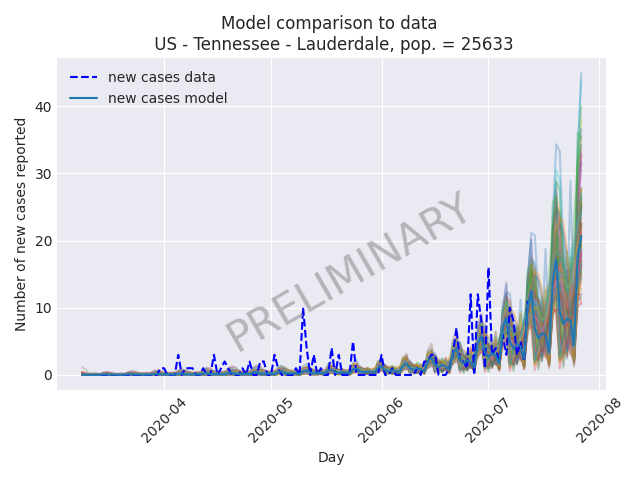 Model comparison to data
US - Tennessee - Lauderdale, pop. = 25633
new cases data
new cases model
Number of new cases reported
40
30
20
10
0
PRELIMINARY
2020-04
2020-05
2020-06
2020-07
2020-08
Day